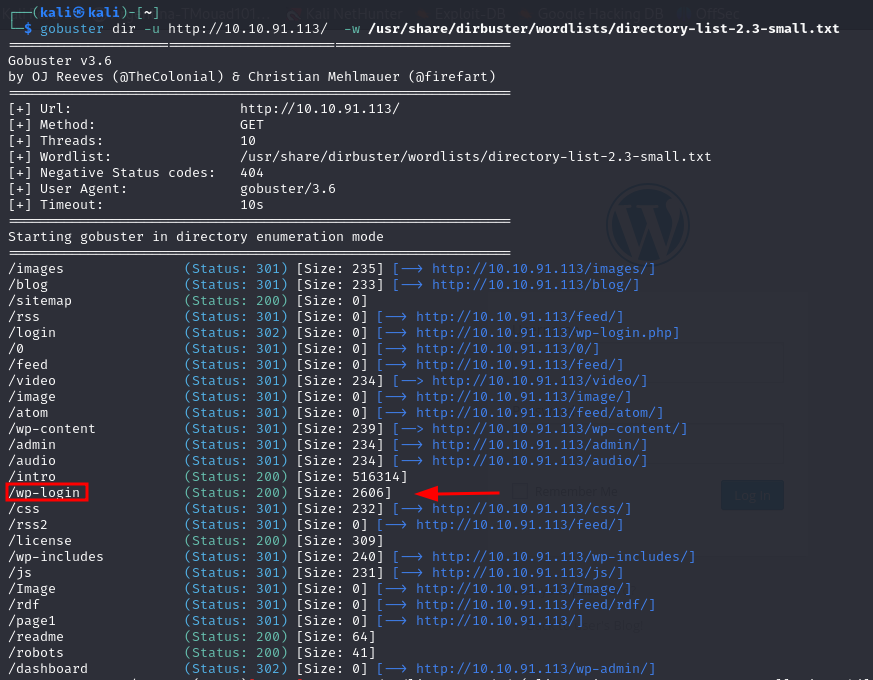 ┌──(kali㉿kali)-[~]
└─$ gobuster dir -u http://10.10.91.113/ -w /usr/share/dirbuster/wordlists/directory-list-2.3-small.txt
===============================================================
Gobuster v3.6
by OJ Reeves (@TheColonial) & Christian Mehlmauer (@firefart)
===============================================================
[+] Url: http://10.10.91.113/
[+] Method: GET
[+] Threads: 10
[+] Wordlist: /usr/share/dirbuster/wordlists/directory-list-2.3-small.txt
[+] Negative Status codes: 404
[+] User Agent: gobuster/3.6
[+] Timeout: 10s
===============================================================
Starting gobuster in directory enumeration mode
===============================================================
/images (Status: 301) [Size: 235] [--> http://10.10.91.113/images/]
/blog (Status: 301) [Size: 233] [--> http://10.10.91.113/blog/]
/sitemap (Status: 200) [Size: 0]
/rss (Status: 301) [Size: 0] [--> http://10.10.91.113/feed/]
/login (Status: 302) [Size: 0] [--> http://10.10.91.113/wp-login.php]
/0 (Status: 301) [Size: 0] [--> http://10.10.91.113/0/]
/feed (Status: 301) [Size: 0] [--> http://10.10.91.113/feed/]
/video (Status: 301) [Size: 234] [--> http://10.10.91.113/video/]
/image (Status: 301) [Size: 0] [--> http://10.10.91.113/image/]
/atom (Status: 301) [Size: 0] [--> http://10.10.91.113/feed/atom/]
/wp-content (Status: 301) [Size: 239] [--> http://10.10.91.113/wp-content/]
/admin (Status: 301) [Size: 234] [--> http://10.10.91.113/admin/]
/audio (Status: 301) [Size: 234] [--> http://10.10.91.113/audio/]
/intro (Status: 200) [Size: 516314]
/wp-login (Status: 200) [Size: 2606]
/css (Status: 301) [Size: 232] [--> http://10.10.91.113/css/]
/rss2 (Status: 301) [Size: 0] [--> http://10.10.91.113/feed/]
/license (Status: 200) [Size: 309]
/wp-includes (Status: 301) [Size: 240] [--> http://10.10.91.113/wp-includes/]
/js (Status: 301) [Size: 231] [--> http://10.10.91.113/js/]
/Image (Status: 301) [Size: 0] [--> http://10.10.91.113/Image/]
/rdf (Status: 301) [Size: 0] [--> http://10.10.91.113/feed/rdf/]
/page1 (Status: 301) [Size: 0] [--> http://10.10.91.113/]
/readme (Status: 200) [Size: 64]
/robots (Status: 200) [Size: 41]
/dashboard (Status: 302) [Size: 0] [--> http://10.10.91.113/wp-admin/]